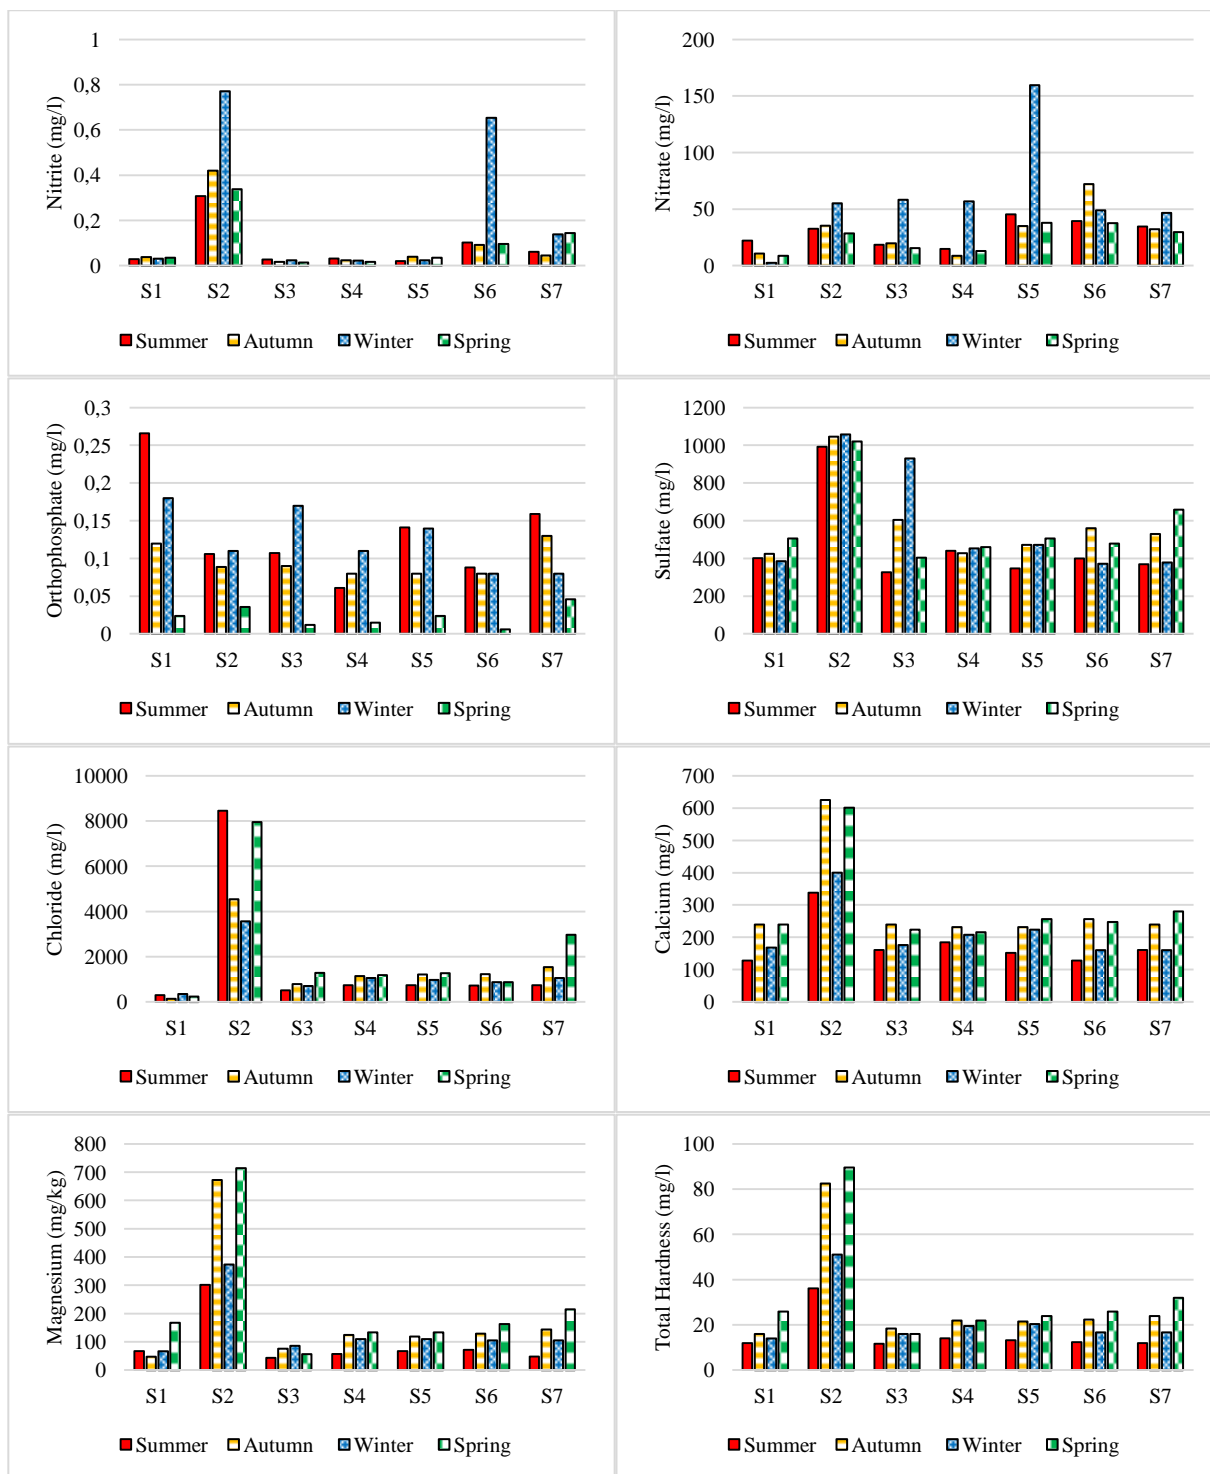 Nitrite (mg/l)
1
0,8
0,6
0,4
0,2
0
S1 S2 S3 S4 S5 S6 S7
Summer Autumn Winter Spring
Nitrate (mg/l)
200
150
100
50
0
S1 S2 S3 S4 S5 S6 S7
Summer Autumn Winter Spring
Orthophosphate (mg/l)
0,3
0,25
0,2
0,15
0,1
0,05
0
S1 S2 S3 S4 S5 S6 S7
Summer Autumn Winter Spring
Sulfate (mg/l)
1200
1000
800
600
400
200
0
S1 S2 S3 S4 S5 S6 S7
Summer Autumn Winter Spring
Chloride (mg/l)
10000
8000
6000
4000
2000
0
S1 S2 S3 S4 S5 S6 S7
Summer Autumn Winter Spring
Calcium (mg/l)
700
600
500
400
300
200
100
0
S1 S2 S3 S4 S5 S6 S7
Summer Autumn Winter Spring
Magnesium (mg/kg)
800
700
600
500
400
300
200
100
0
S1 S2 S3 S4 S5 S6 S7
Summer Autumn Winter Spring
Total Hardness (mg/l)
100
80
60
40
20
0
S1 S2 S3 S4 S5 S6 S7
Summer Autumn Winter Spring